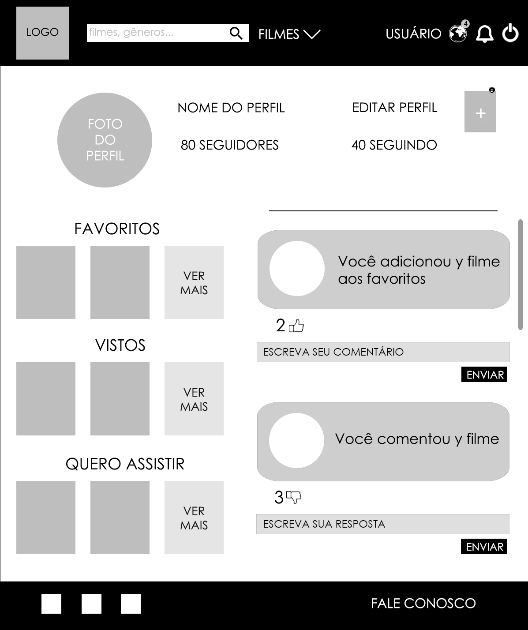 LOGO
filmes, gêneros...
FILMES
USUÁRIO
FOTO
DO
PERFIL
NOME DO PERFIL
EDITAR PERFIL
+
80 SEGUIDORES
40 SEGUINDO
FAVORITOS
VER
MAIS
VISTOS
VER
MAIS
QUERO ASSISTIR
VER
MAIS
Você adicionou y filme
aos favoritos
2
ESCREVA SEU COMENTÁRIO
ENVIAR
Você comentou y filme
3
ESCREVA SUA RESPOSTA
ENVIAR
FALE CONOSCO